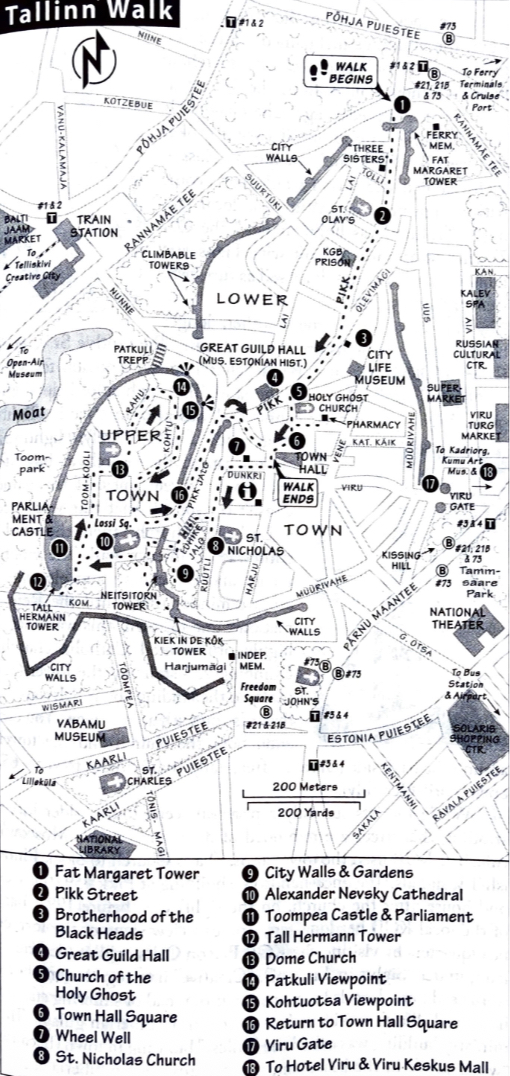 Tallinn Walk
N
T #1 & 2
PÕHJA PUIESTEE
#73
B
NIINE
WALK
BEGINS
#1 & 2 T
B
#21, 21B
& 73
To Ferry
Terminals
& Cruise
Port
KOTZEBUE
PÕHJA PUIESTEE
VANA-KALAMAJA
1
FERRY
MEM.
RANNAMÄE TEE
CITY
WALLS
THREE
SISTERS
FAT
MARGARET
TOWER
TOLLI
LAI
SUURTÜKI
ST.
OLAV'S
2
#1 & 2
T
BALTI
JAAM
MARKET
TRAIN
STATION
RANNAMÄE TEE
To
Telliskivi
Creative City
CLIMBABLE
TOWERS
KGB
PRISON
PIKK
OLEVIMÄGI
UUS
KAN.
KALEV
SPA
AIA
NUNNE
LOWER
LAI
3
CITY
LIFE
MUSEUM
RUSSIAN
CULTURAL
CTR.
To
Open-Air
Museum
PATKULI
TREPP
GREAT GUILD HALL
(MUS. ESTONIAN HIST.)
4
5
HOLY GHOST
CHURCH
SUPER-
MARKET
Moat
14
15
RAHU
KOHTU
PIKK
PHARMACY
VIRU
TURG
MARKET
Toom-
park
UPPER
13
TOOM-KOOLI
7
6
TOWN
HALL
VENE
KAT. KÄIK
MÜÜRIVAHE
To Kadriorg,
Kumu Art
Mus. & 18
DUNKRI
i
WALK
ENDS
VIRU
17
VIRU
GATE
TOWN
16
PIKK JALG
PARLIA-
MENT &
CASTLE
Lossi Sq.
10
11
8
ST.
NICHOLAS
TOWN
#3 & 4 T
KISSING
HILL
B #21, 21B
& 73
B
#73
Tamm-
saare
Park
12
9
RÜÜTLI
HARJU
NEITSITORN
TOWER
MÜÜRIVAHE
TALL
HERMANN
TOWER
KOM.
KIEK IN DE KÖK
TOWER
CITY
WALLS
PÄRNU MÄÄNTEE
NATIONAL
THEATER
G. OTSA
CITY
WALLS
Harjumägi
INDEP.
MEM.
#73 B
B #73
ST.
JOHN'S
To Bus
Station
& Airport
TOOMPEA
WISMARI
Freedom
Square
B
#21 & 21B
T #3 & 4
SOLARIS
SHOPPING
CTR.
VABAMU
MUSEUM
KAARLI
PUIESTEE
PUIESTEE
ESTONIA PUIESTEE
To
Lilleküla
ST.
CHARLES
T #3 & 4
KAARLI
TÕNIS-MÄGI
200 Meters
200 Yards
KENTMANNI
RÄVALA PUIESTEE
SAKALA
NATIONAL
LIBRARY
1 Fat Margaret Tower
2 Pikk Street
3 Brotherhood of the
Black Heads
4 Great Guild Hall
5 Church of the
Holy Ghost
6 Town Hall Square
7 Wheel Well
8 St. Nicholas Church
9 City Walls & Gardens
10 Alexander Nevsky Cathedral
11 Toompea Castle & Parliament
12 Tall Hermann Tower
13 Dome Church
14 Patkuli Viewpoint
15 Kohtuotsa Viewpoint
16 Return to Town Hall Square
17 Viru Gate
18 To Hotel Viru & Viru Keskus Mall